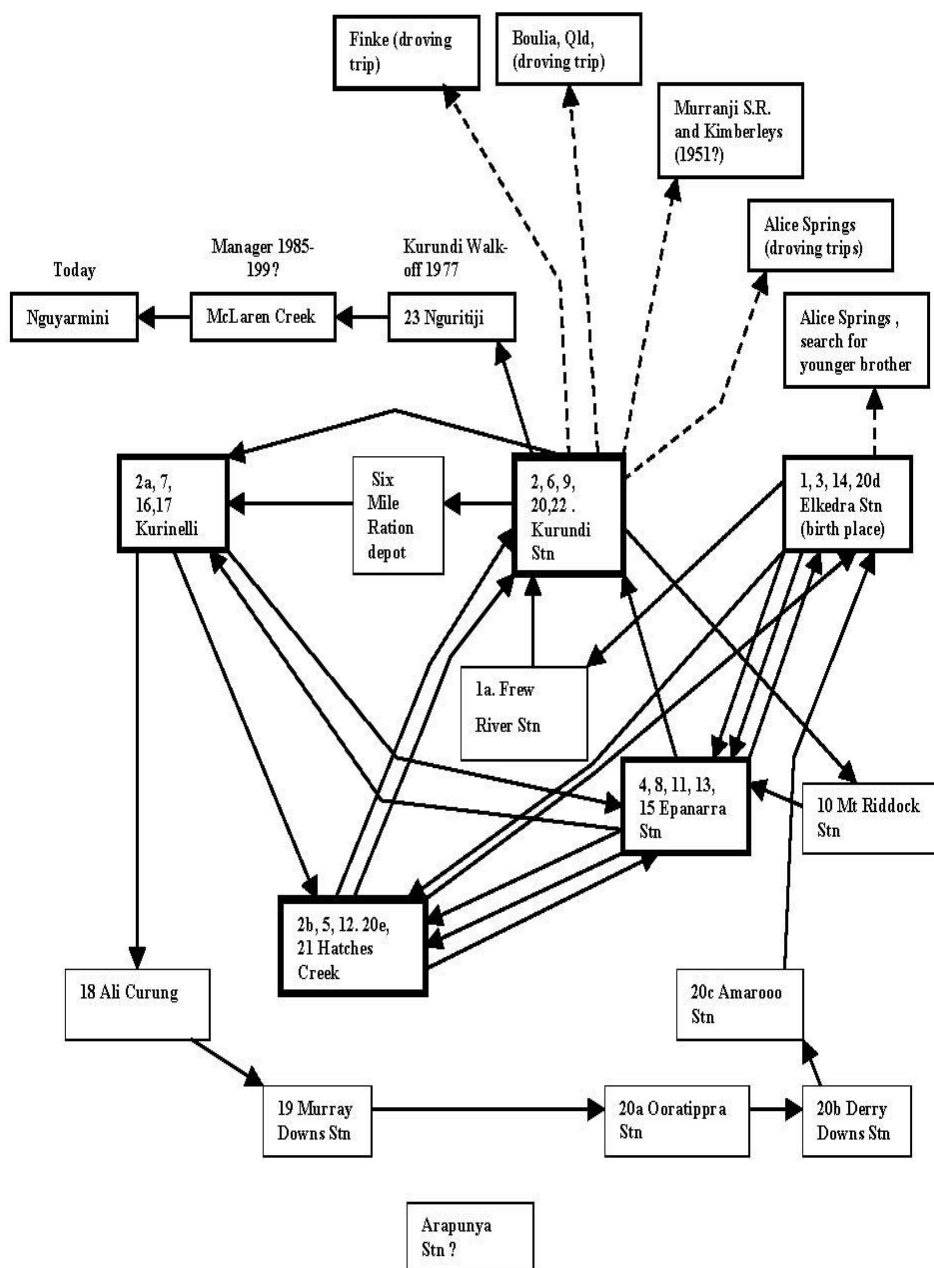 Finke (droving
trip)
Boulia, Qld,
(droving trip)
Murranji S.R.
and Kimberleys
(1951?)
Alice Springs
(droving trips)
Today
Manager 1985-
199?
Kurundi Walk-
off 1977
Nguyarmini
McLaren Creek
23 Nguritiji
Alice Springs ,
search for
younger brother
2a, 7,
16,17
Kurinelli
Six
Mile
Ration
depot
2, 6, 9,
20,22 .
Kurundi
Stn
1, 3, 14, 20d
Elkedra Stn
(birth place)
1a. Frew
River Stn
4, 8, 11, 13,
15 Epanarra
Stn
10 Mt Riddock
Stn
2b, 5, 12. 20e,
21 Hatches
Creek
18 Ali Curung
20c Amarooo
Stn
19 Murray
Downs Stn
20a Ooratippra
Stn
20b Derry
Downs Stn
Arapunya
Stn ?